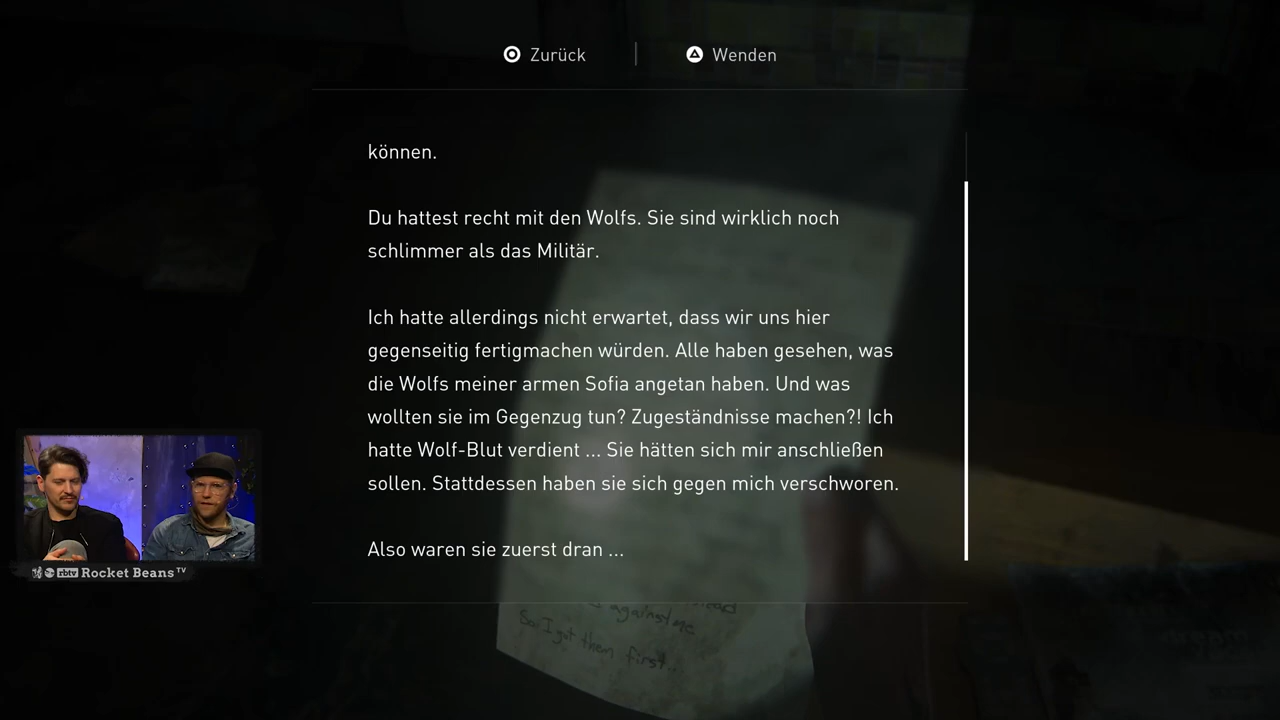 Zurück | Wenden
können.
Du hattest recht mit den Wolfs. Sie sind wirklich noch
schlimmer als das Militär.
Ich hatte allerdings nicht erwartet, dass wir uns hier
gegenseitig fertigmachen würden. Alle haben gesehen, was
die Wolfs meiner armen Sofia angetan haben. Und was
wollten sie im Gegenzug tun? Zugeständnisse machen?! Ich
hatte Wolf-Blut verdient ... Sie hätten sich mir anschließen
sollen. Stattdessen haben sie sich gegen mich verschworen.
Also waren sie zuerst dran ...
rbtv Rocket Beans TV
against me
So I got them first...